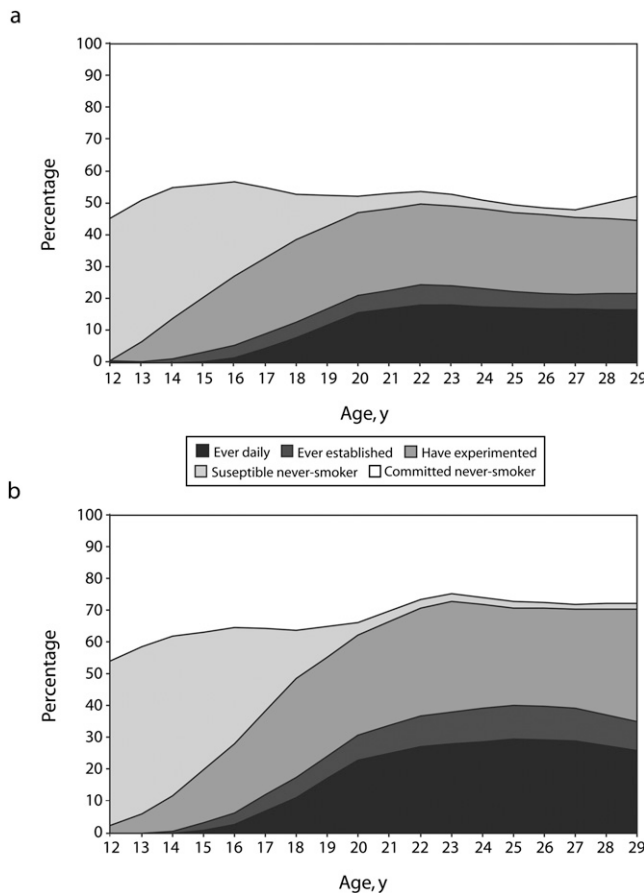 a
100
90
80
70
60
50
40
30
20
10
0
Percentage
12 13 14 15 16 17 18 19 20 21 22 23 24 25 26 27 28 29
Age, y
Ever daily Ever established Have experimented
Suseptible never-smoker Committed never-smoker
b
100
90
80
70
60
50
40
30
20
10
0
Percentage
12 13 14 15 16 17 18 19 20 21 22 23 24 25 26 27 28 29
Age, y